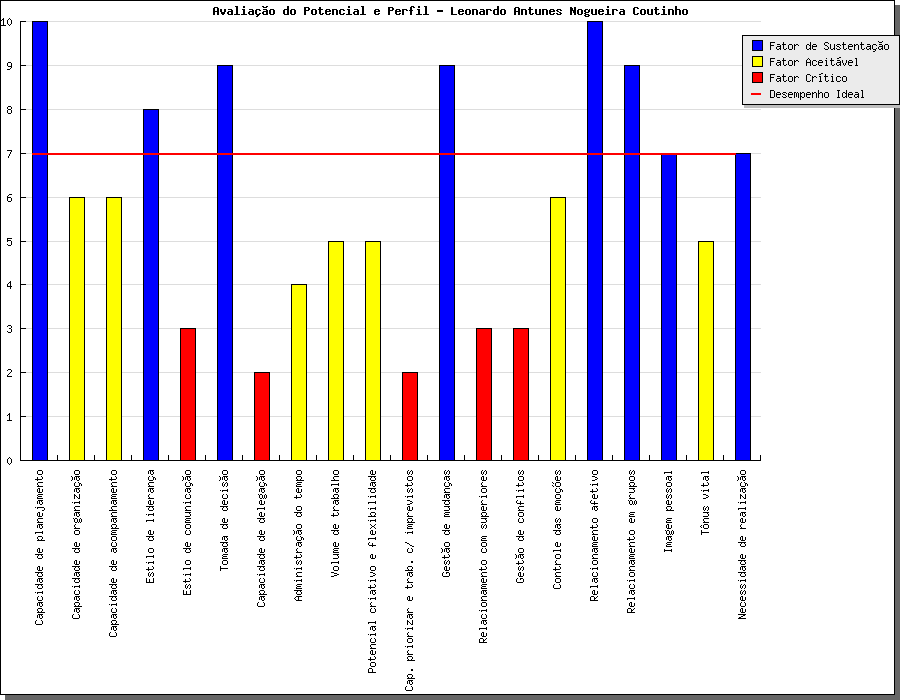 Avaliação do Potencial e Perfil - Leonardo Antunes Nogueira Coutinho
Fator de Sustentação
Fator Aceitável
Fator Crítico
Desempenho Ideal
10
9
8
7
6
5
4
3
2
1
0
Capacidade de planejamento
Capacidade de organização
Capacidade de acompanhamento
Estilo de liderança
Estilo de comunicação
Tomada de decisão
Capacidade de delegação
Administração do tempo
Volume de trabalho
Potencial criativo e flexibilidade
Cap. priorizar e trab. c/ imprevistos
Gestão de mudanças
Relacionamento com superiores
Gestão de conflitos
Controle das emoções
Relacionamento afetivo
Relacionamento em grupos
Imagem pessoal
Tônus vital
Necessidade de realização